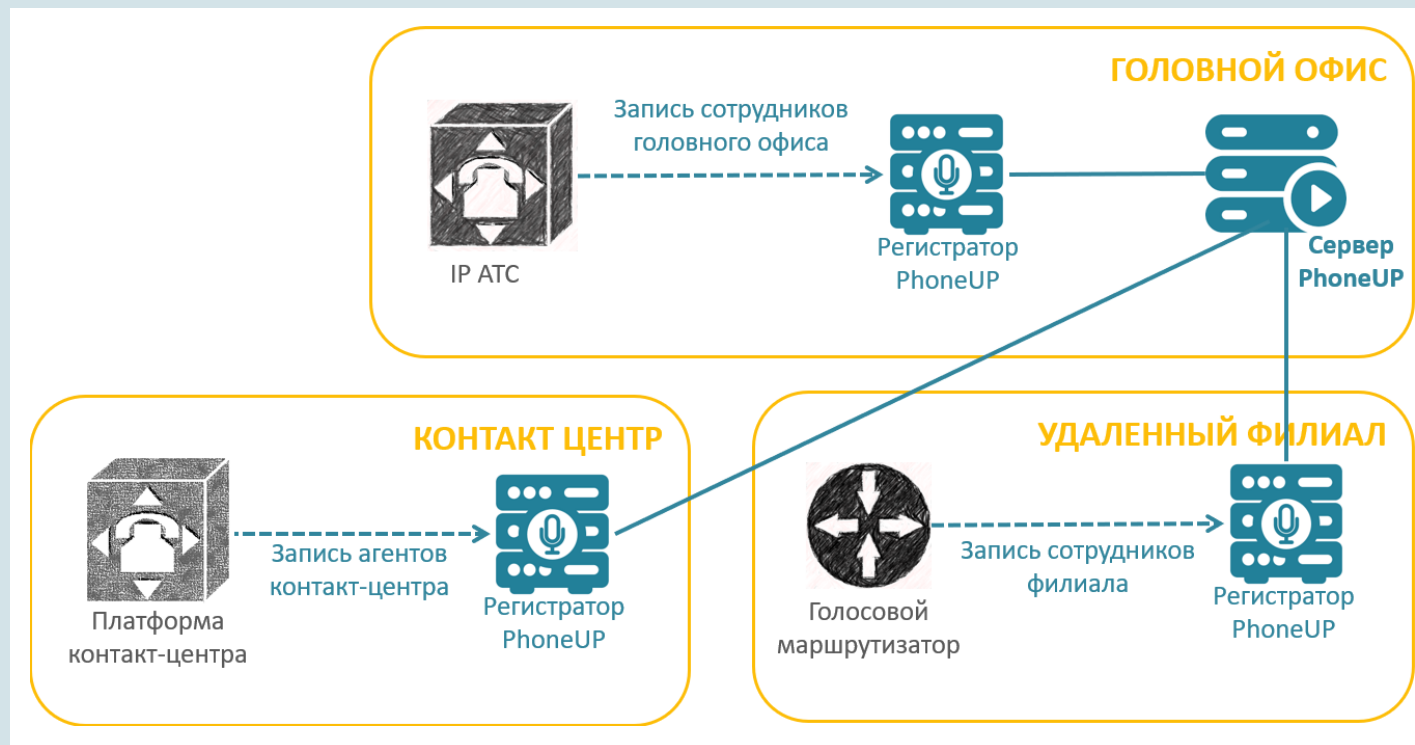 ГОЛОВНОЙ ОФИС
Запись сотрудников
головного офиса
IP АТС
Регистратор
PhoneUP
Сервер
PhoneUP
КОНТАКТ ЦЕНТР
Запись агентов
контакт-центра
Платформа
контакт-центра
Регистратор
PhoneUP
УДАЛЕННЫЙ ФИЛИАЛ
Запись сотрудников
филиала
Голосовой
маршрутизатор
Регистратор
PhoneUP